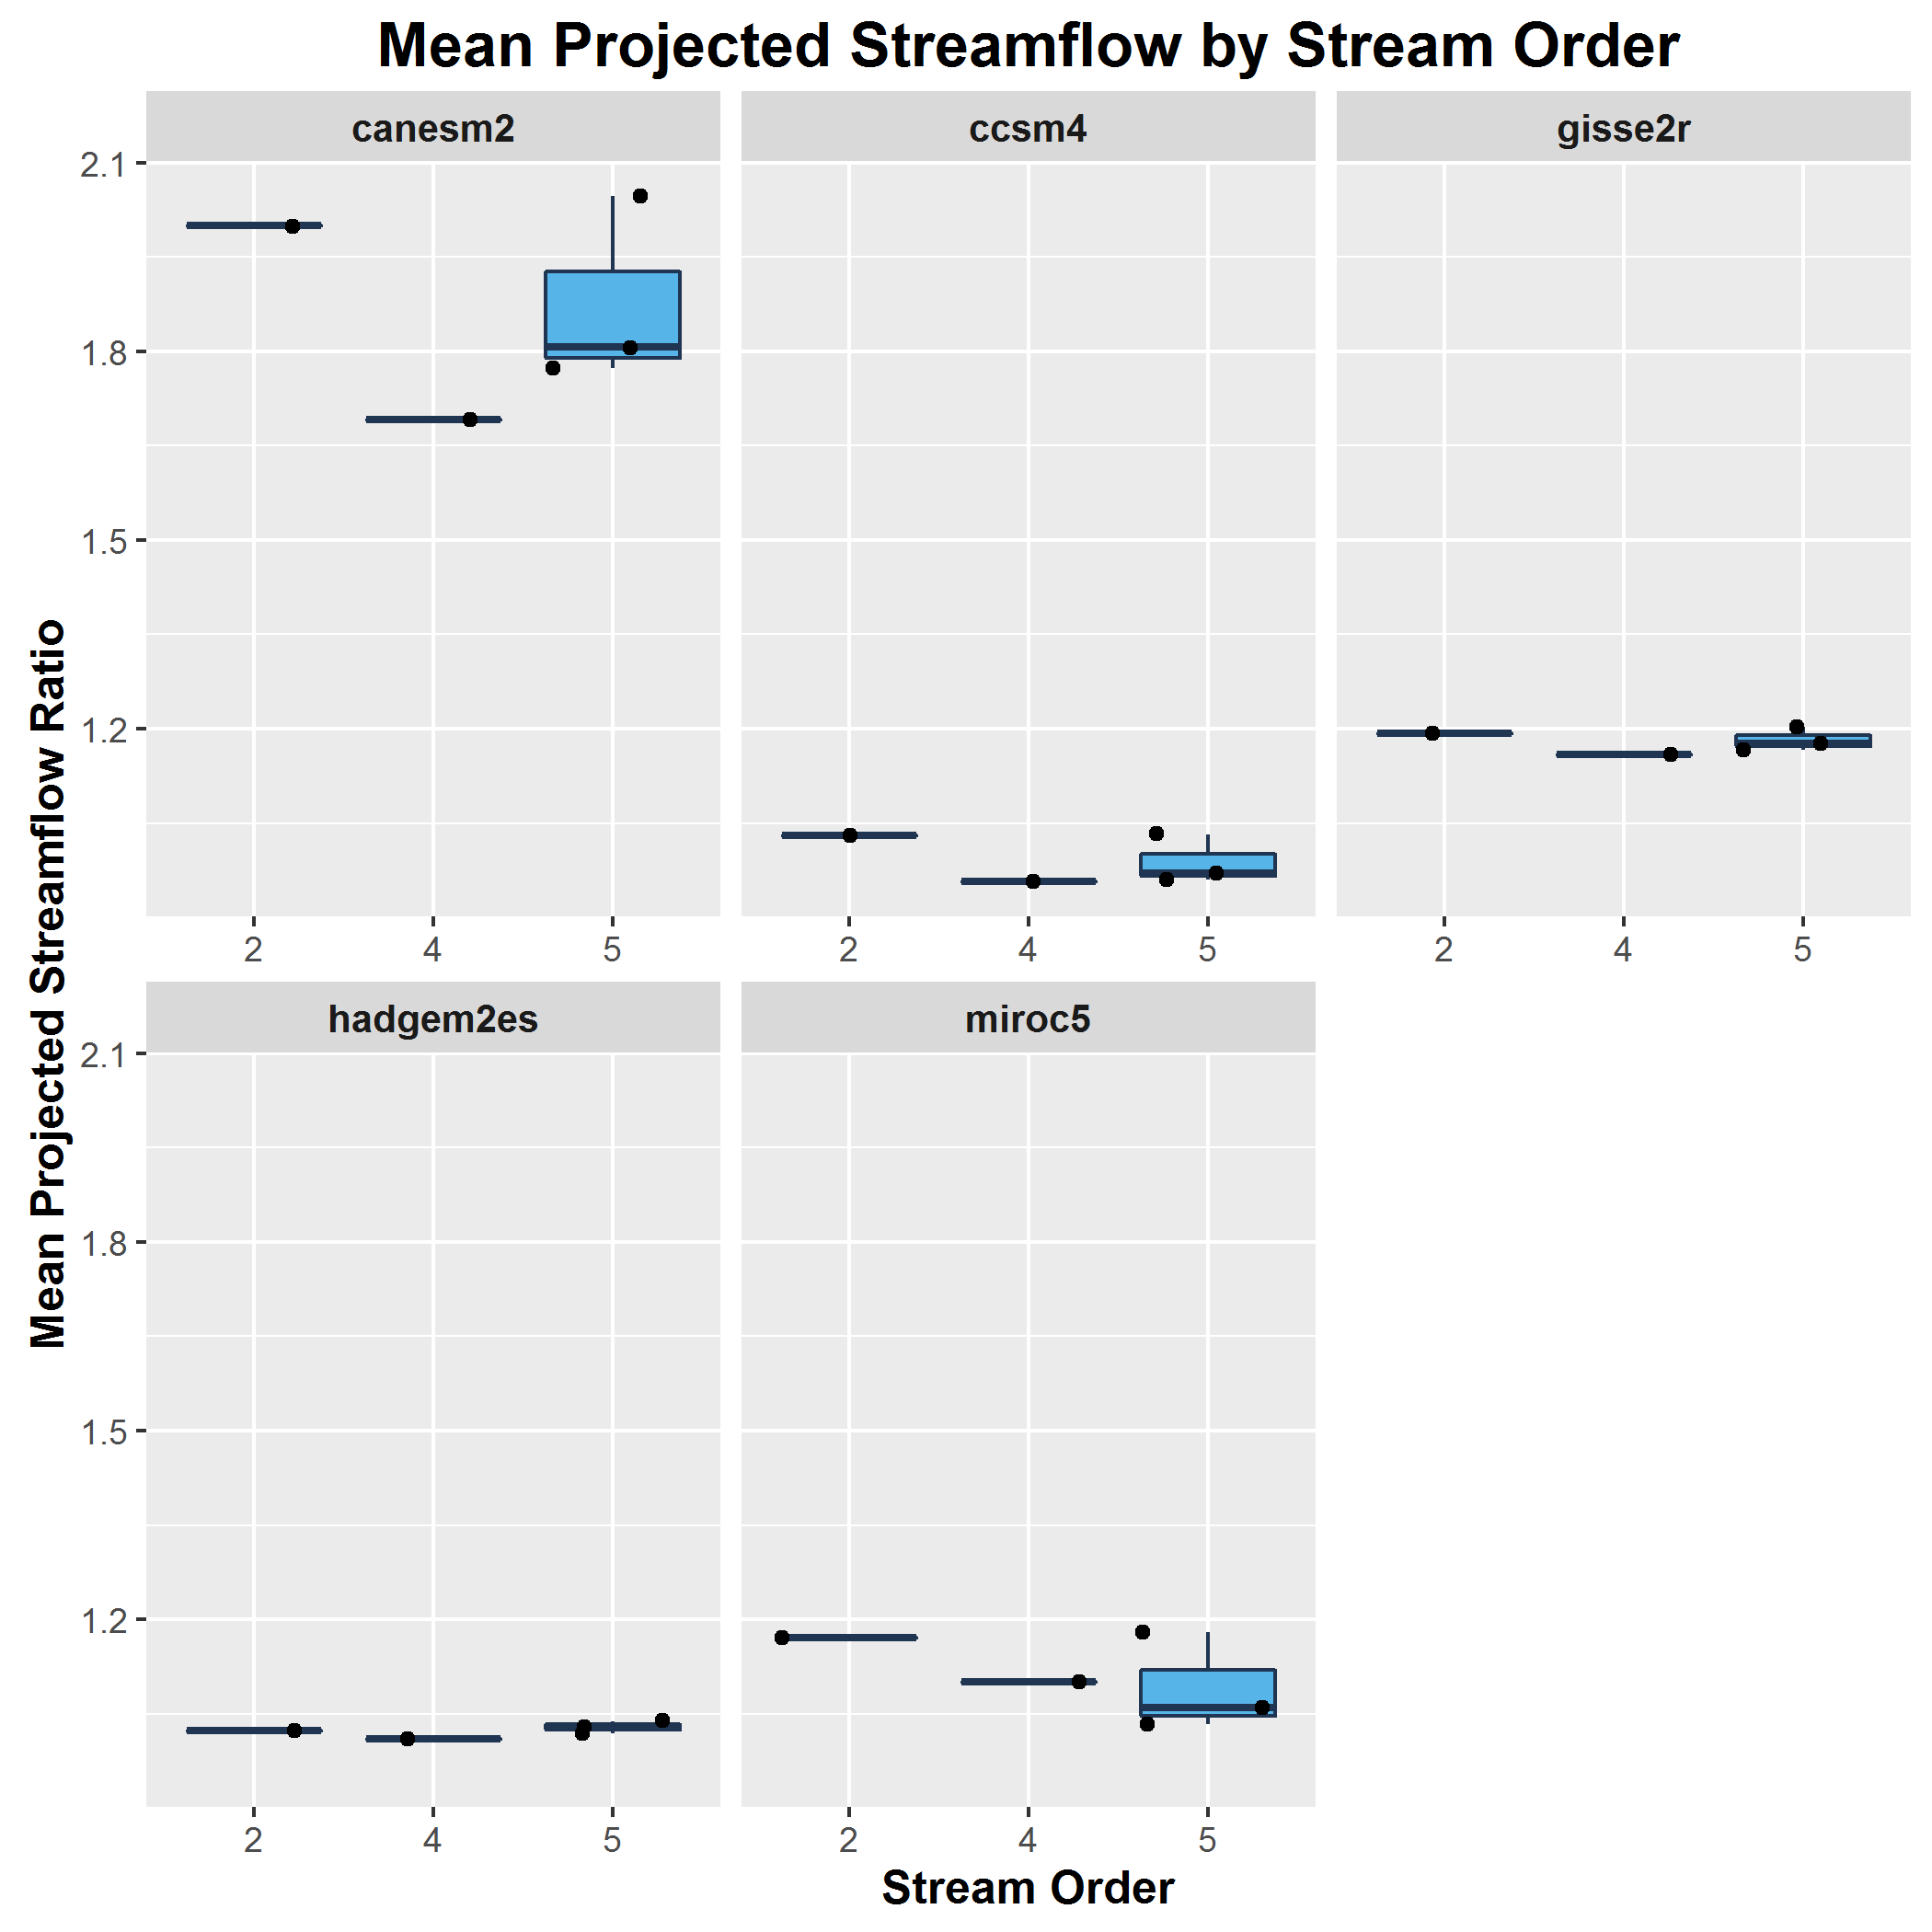 Mean Projected Streamflow by Stream Order
canesm2
ccsm4
gisse2r
2.1
1.8
1.5
1.2
2 4 5
2 4 5
2 4 5
Mean Projected Streamflow Ratio
hadgem2es
miroc5
2.1
1.8
1.5
1.2
2 4 5
2 4 5
Stream Order